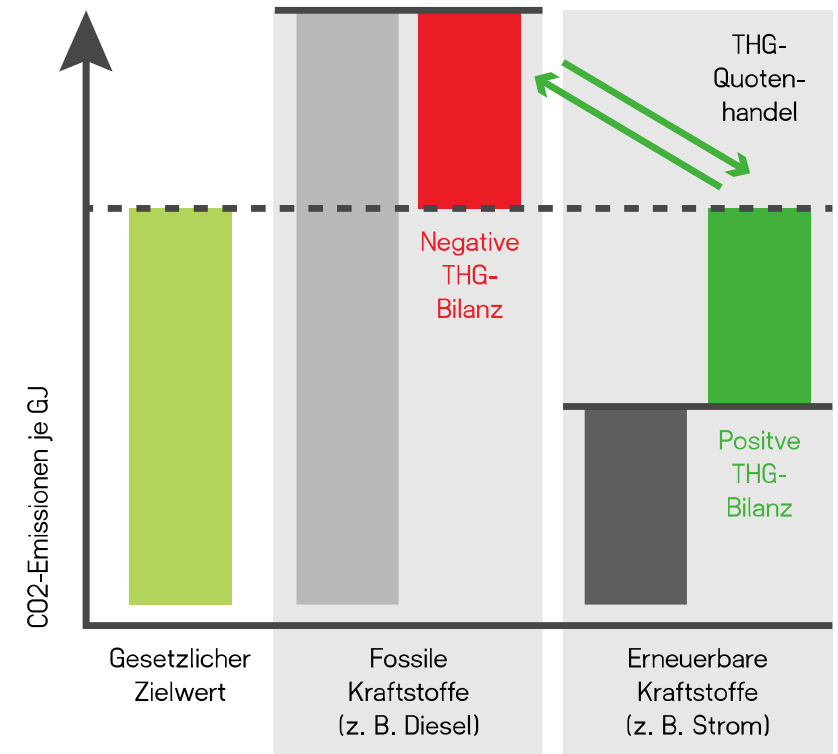 THG-
Quoten-
handel
Negative
THG-
Bilanz
Positve
THG-
Bilanz
CO2-Emissionen je GJ
Gesetzlicher
Zielwert
Fossile
Kraftstoffe
(z. B. Diesel)
Erneuerbare
Kraftstoffe
(z. B. Strom)